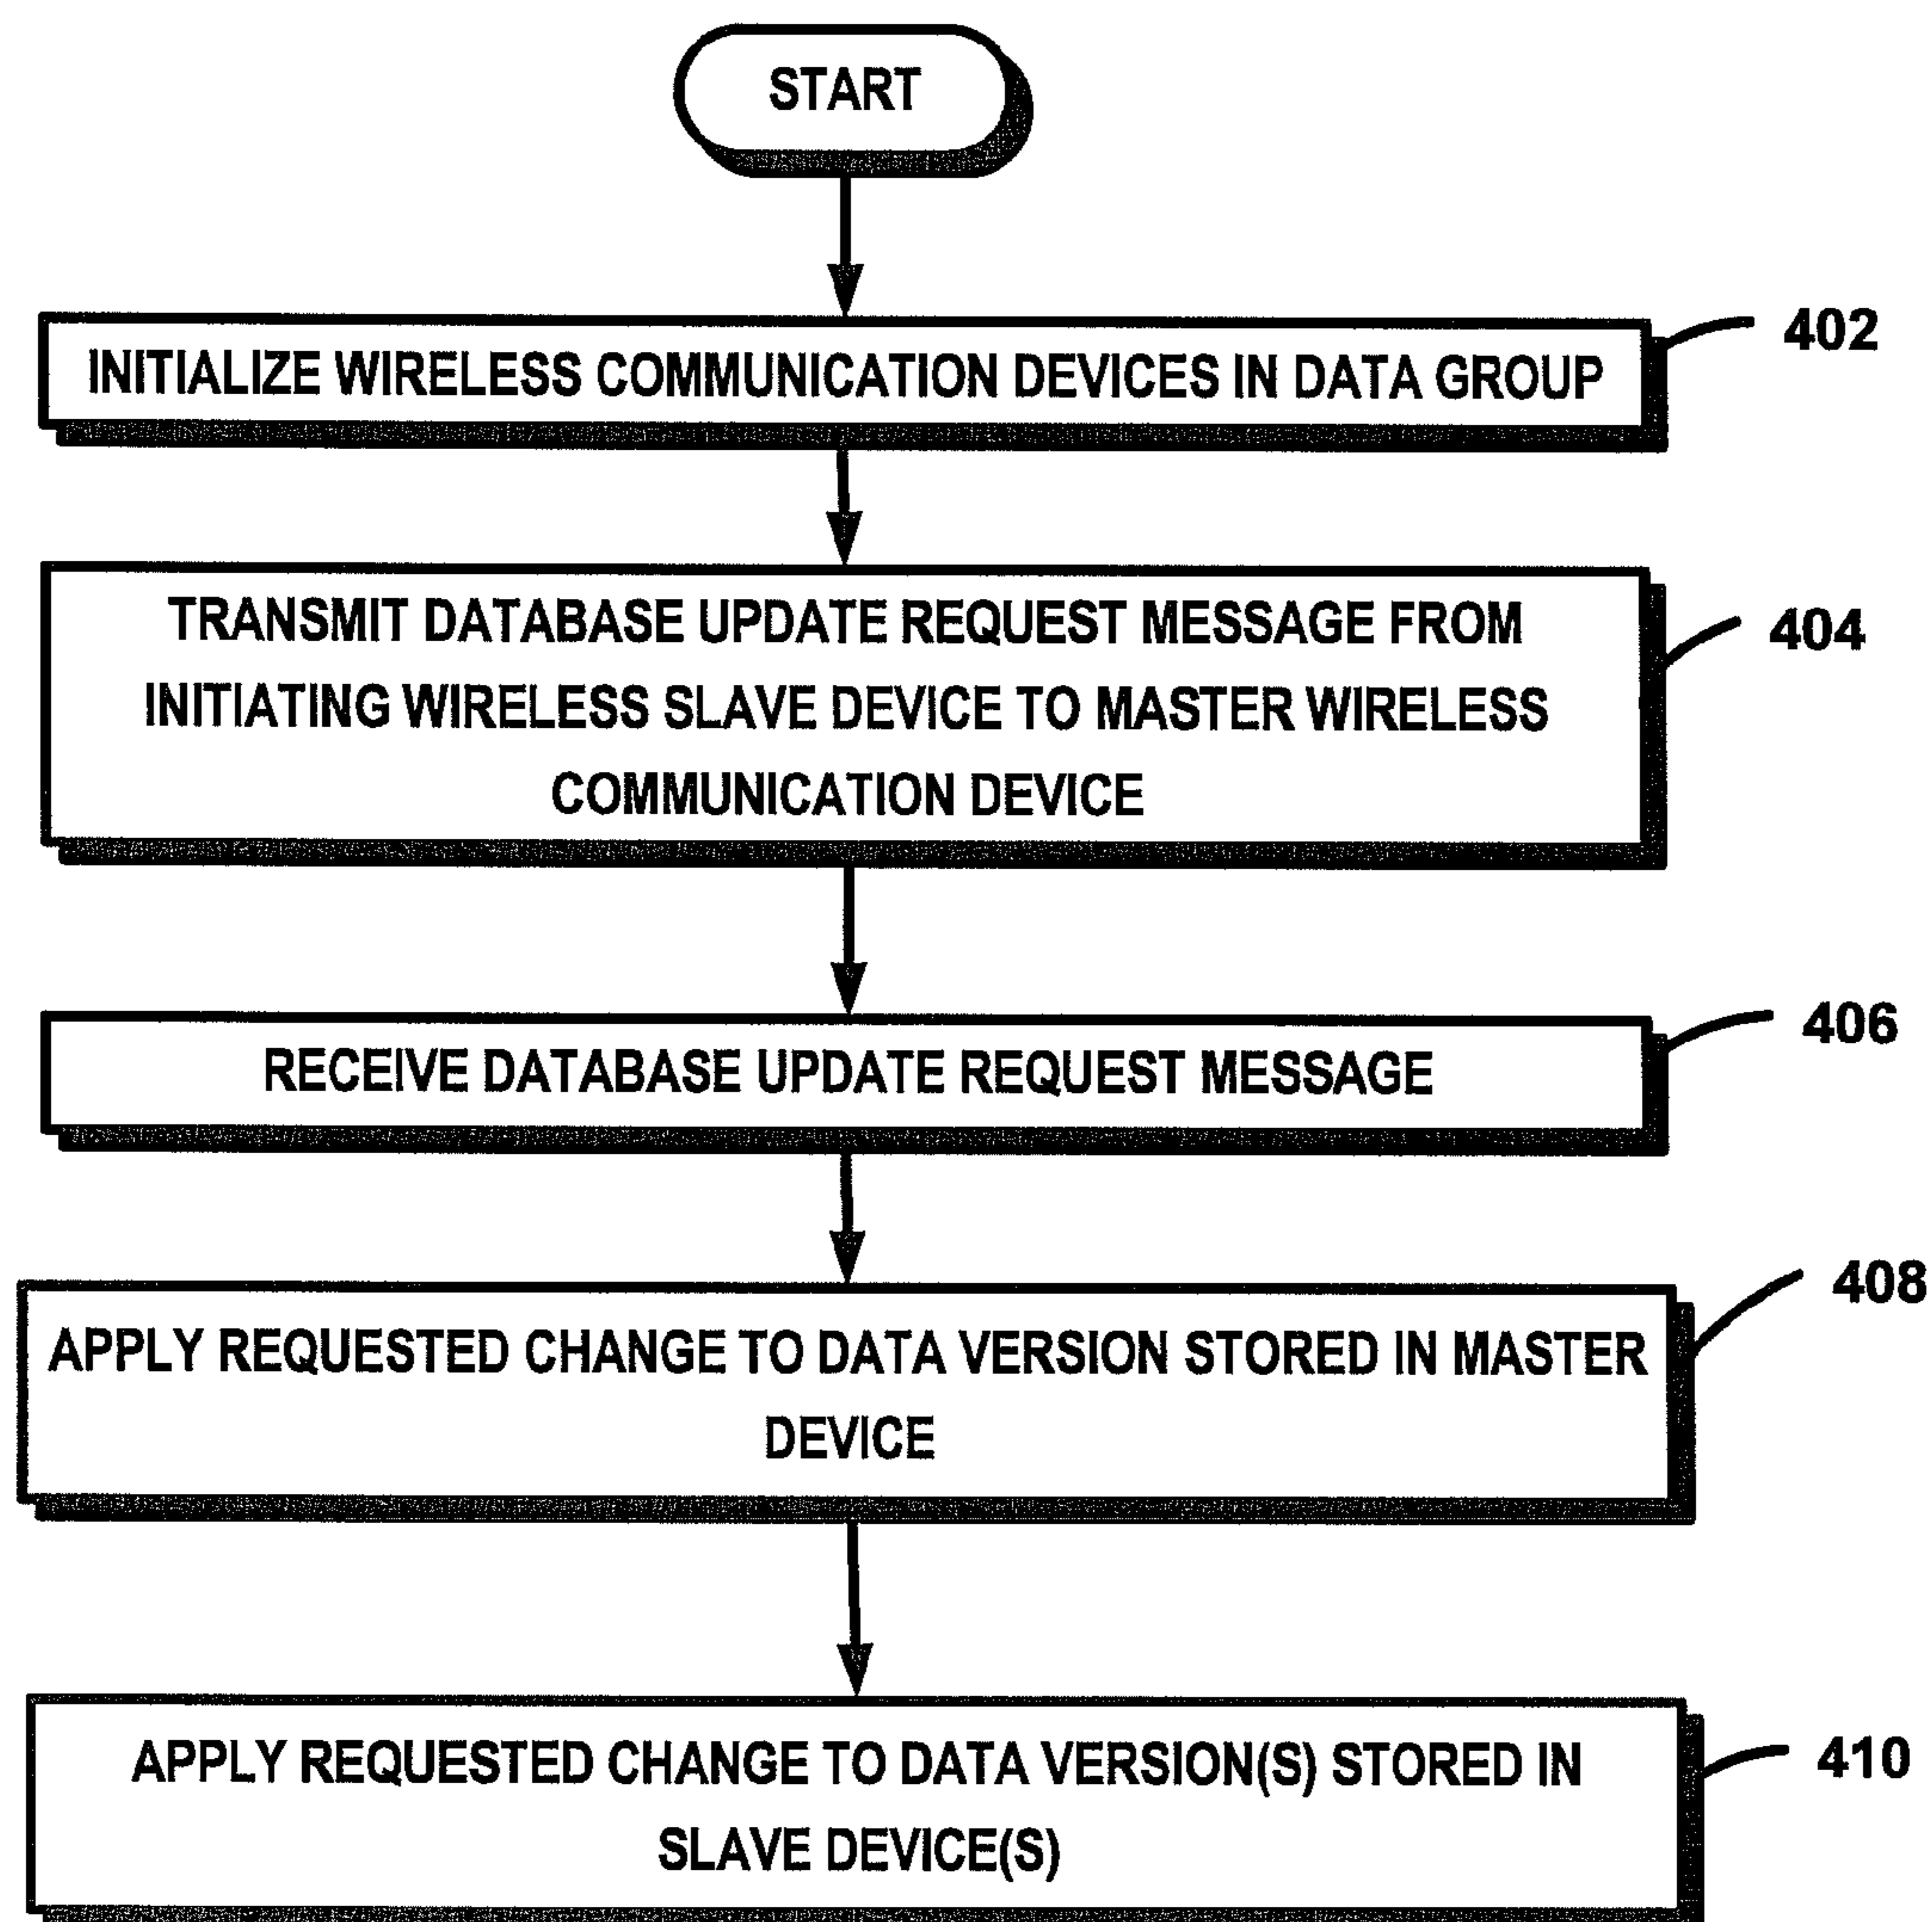 START
INITIALIZE WIRELESS COMMUNICATION DEVICES IN DATA GROUP
402
TRANSMIT DATABASE UPDATE REQUEST MESSAGE FROM
INITIATING WIRELESS SLAVE DEVICE TO MASTER WIRELESS
COMMUNICATION DEVICE
404
RECEIVE DATABASE UPDATE REQUEST MESSAGE
406
APPLY REQUESTED CHANGE TO DATA VERSION STORED IN MASTER
DEVICE
408
APPLY REQUESTED CHANGE TO DATA VERSION(S) STORED IN
SLAVE DEVICE(S)
410